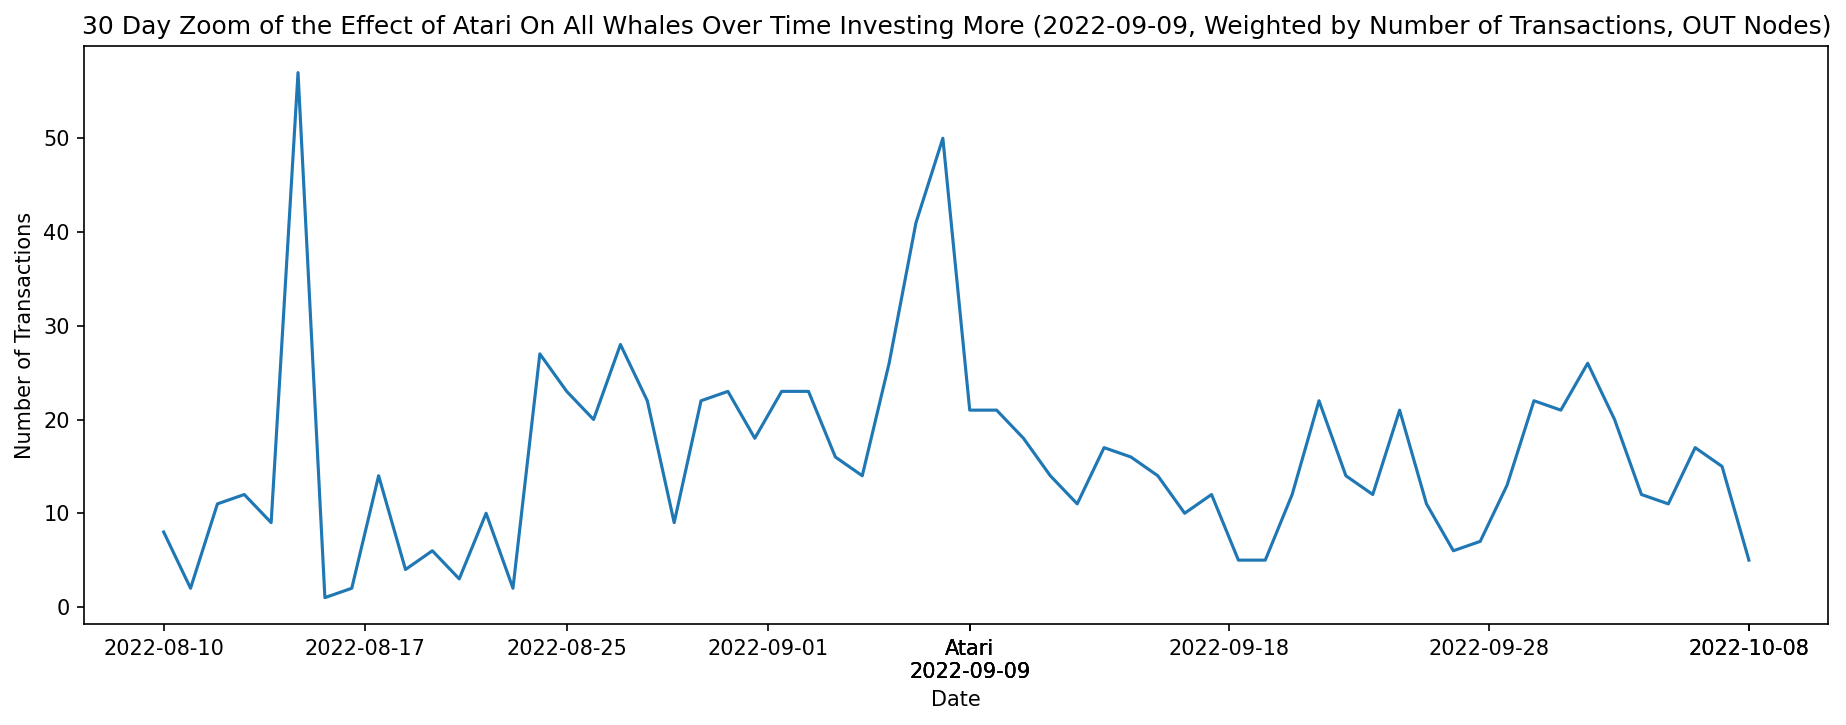 30 Day Zoom of the Effect of Atari On All Whales Over Time Investing More (2022-09-09, Weighted by Number of Transactions, OUT Nodes)
Number of Transactions
50
40
30
20
10
0
2022-08-10 2022-08-17 2022-08-25 2022-09-01 Atari 2022-09-18 2022-09-28 2022-10-08
2022-09-09
Date